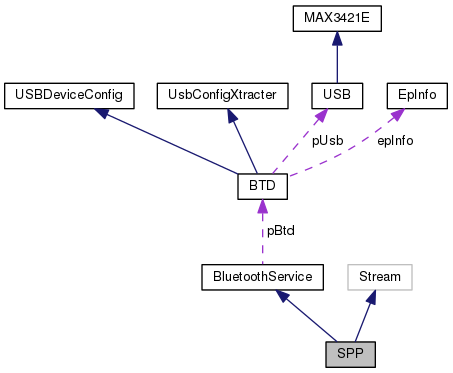 MAX3421E
USBDeviceConfig
UsbConfigXtracter
USB
EpInfo
pUsb
epInfo
BTD
pBtd
BluetoothService
Stream
SPP